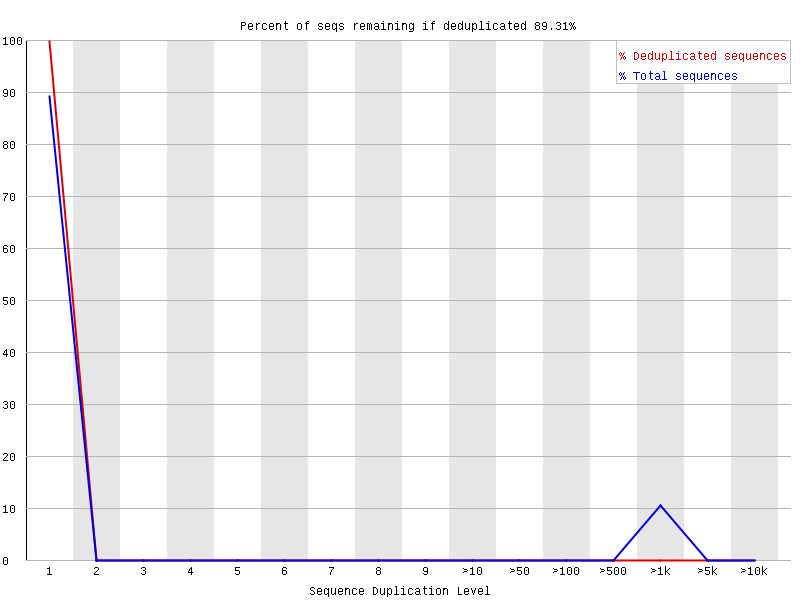 Percent of seqs remaining if deduplicated 89.31%
% Deduplicated sequences
% Total sequences
100
90
80
70
60
50
40
30
20
10
0
1 2 3 4 5 6 7 8 9 >10 >50 >100 >500 >1k >5k >10k
Sequence Duplication Level